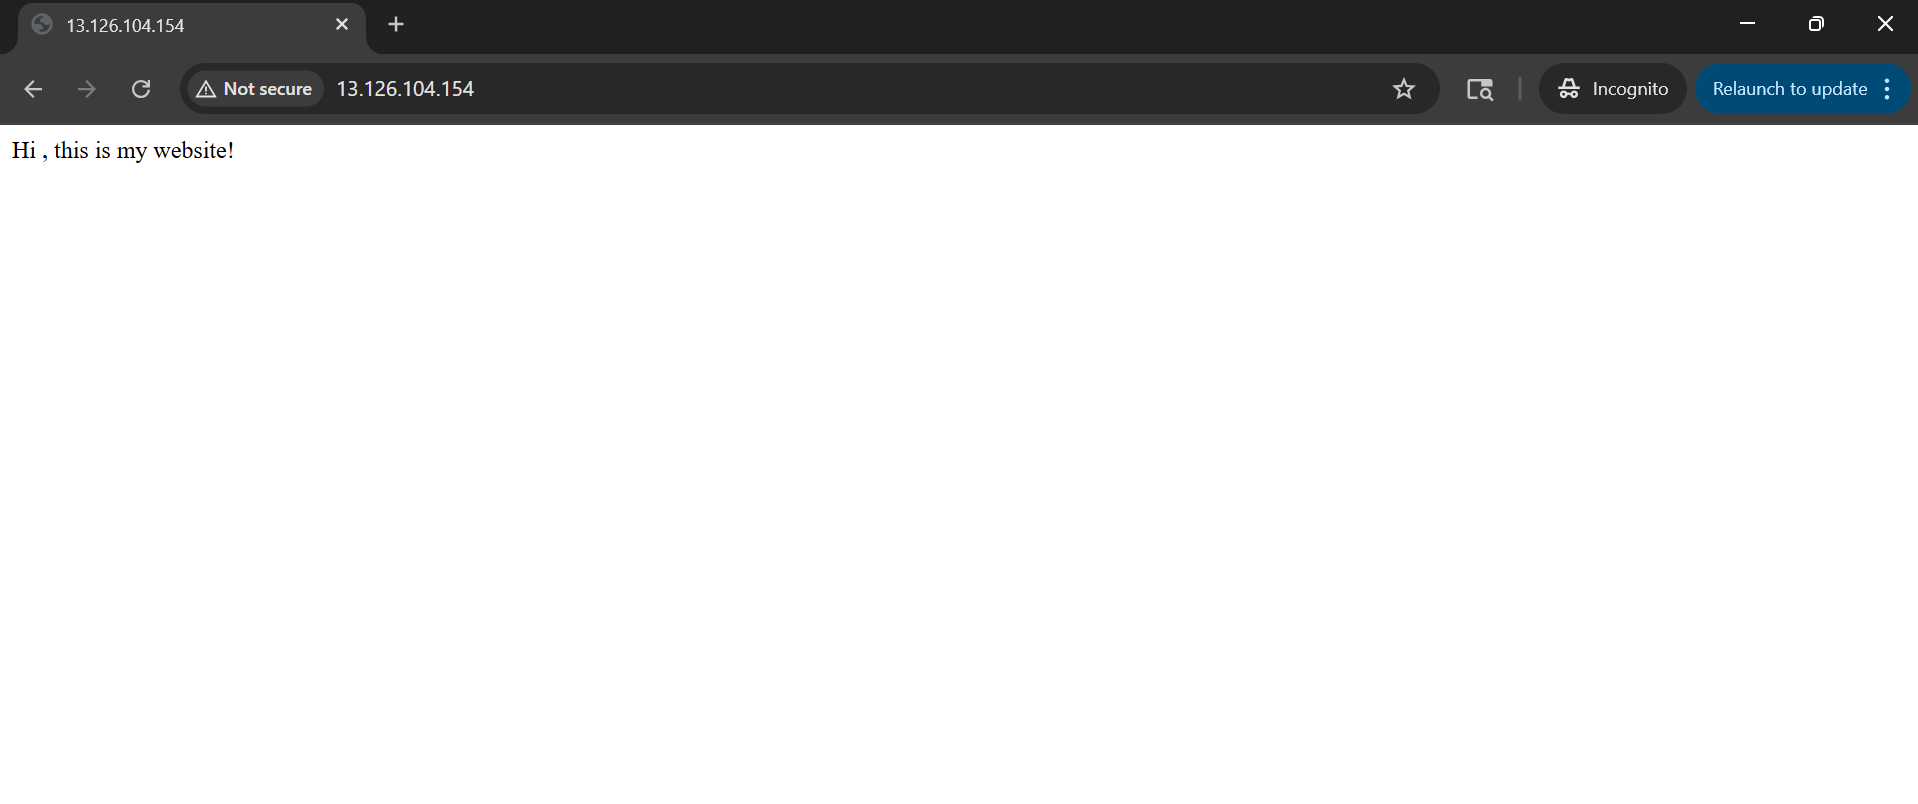 13.126.104.154
Not secure 13.126.104.154 Incognito Relaunch to update
Hi , this is my website!